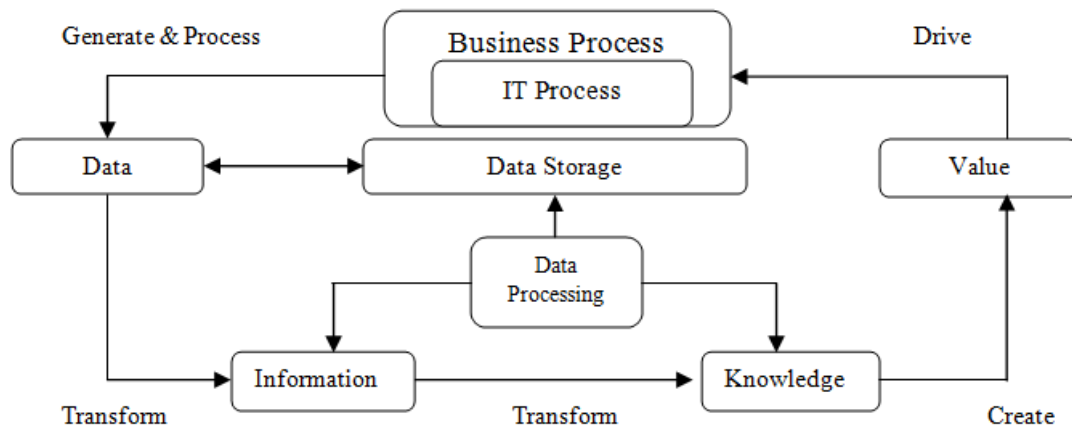 Generate & Process
Business Process
Drive
IT Process
Data
Data Storage
Value
Data
Processing
Information
Knowledge
Transform
Transform
Create